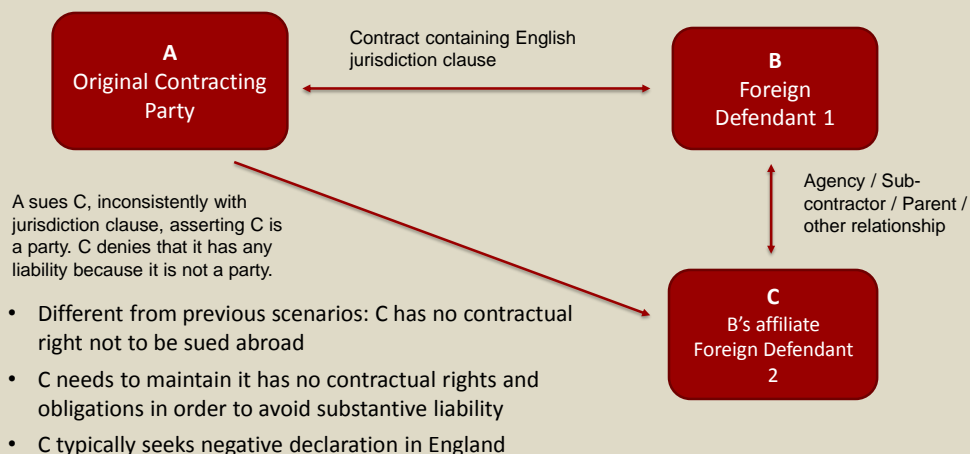 A
Original Contracting
Party
Contract containing English
jurisdiction clause
B
Foreign
Defendant 1
Agency / Sub-
contractor / Parent /
other relationship
A sues C, inconsistently with
jurisdiction clause, asserting C is
a party. C denies that it has any
liability because it is not a party.
C
B's affiliate
Foreign Defendant
2
• Different from previous scenarios: C has no contractual
right not to be sued abroad
• C needs to maintain it has no contractual rights and
obligations in order to avoid substantive liability
• C typically seeks negative declaration in England